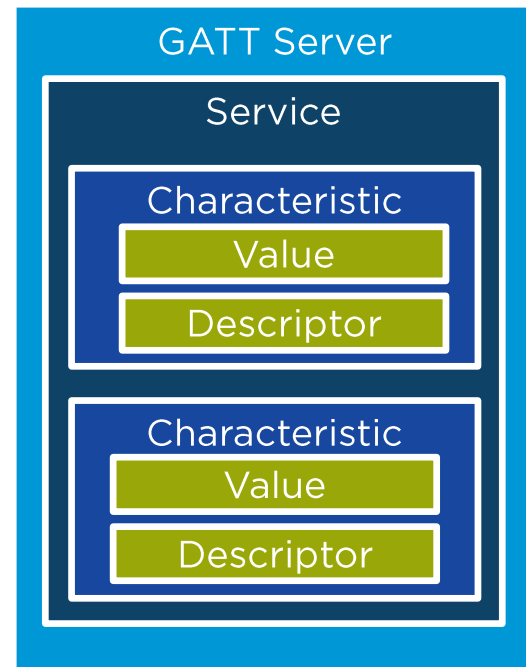 GATT Server
Service
Characteristic
Value
Descriptor
Characteristic
Value
Descriptor